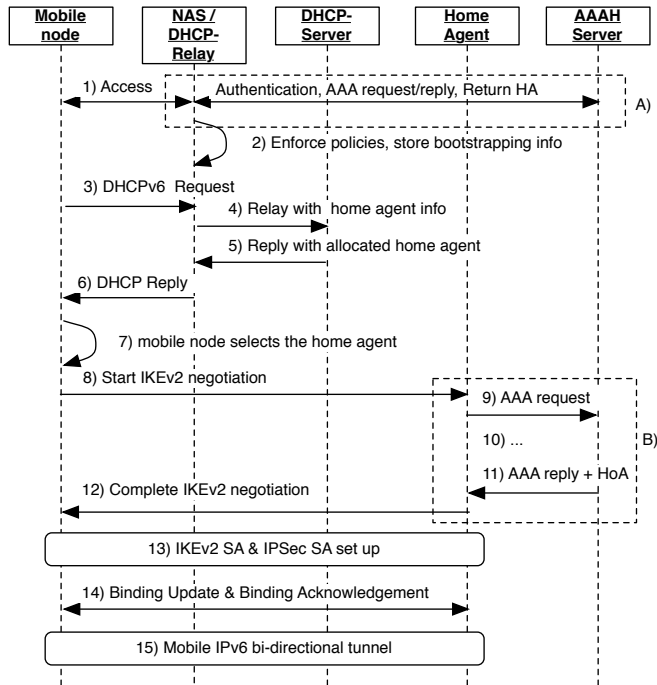 Mobile
node
NAS /
DHCP-
Relay
DHCP-
Server
Home
Agent
AAAH
Server
1) Access
Authentication, AAA request/reply, Return HA
A)
2) Enforce policies, store bootstrapping info
3) DHCPv6 Request
4) Relay with home agent info
5) Reply with allocated home agent
6) DHCP Reply
7) mobile node selects the home agent
8) Start IKEv2 negotiation
9) AAA request
10) ...
B)
11) AAA reply + HoA
12) Complete IKEv2 negotiation
13) IKEv2 SA & IPSec SA set up
14) Binding Update & Binding Acknowledgement
15) Mobile IPv6 bi-directional tunnel